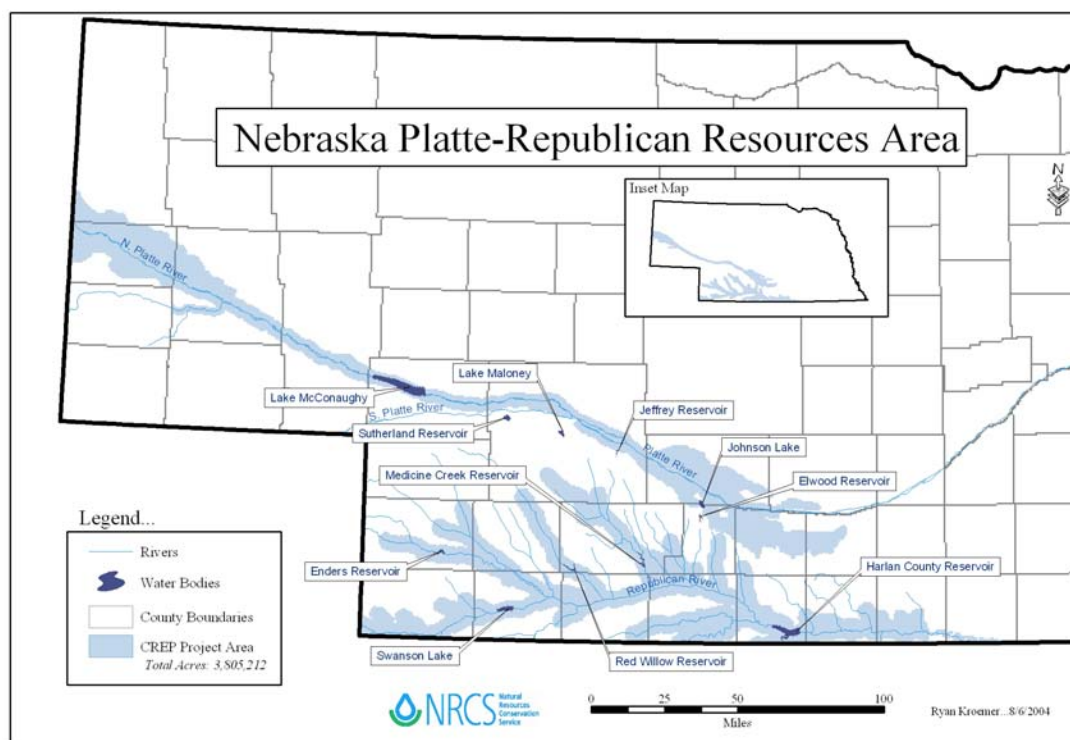 Nebraska Platte-Republican Resources Area
Inset Map
N
N. Platte River
Lake McConaughy
S. Platte River
Sutherland Reservoir
Lake Maloney
Jeffrey Reservoir
Platte River
Johnson Lake
Medicine Creek Reservoir
Elwood Reservoir
Enders Reservoir
Republican River
Harlan County Reservoir
Swanson Lake
Red Willow Reservoir
Legend...
Rivers
Water Bodies
County Boundaries
CREP Project Area
Total Acres: 3,805,212
NRCS
Natural
Resources
Conservation
Service
0 25 50 100
Miles
Ryan Kroemer...8/6/2004